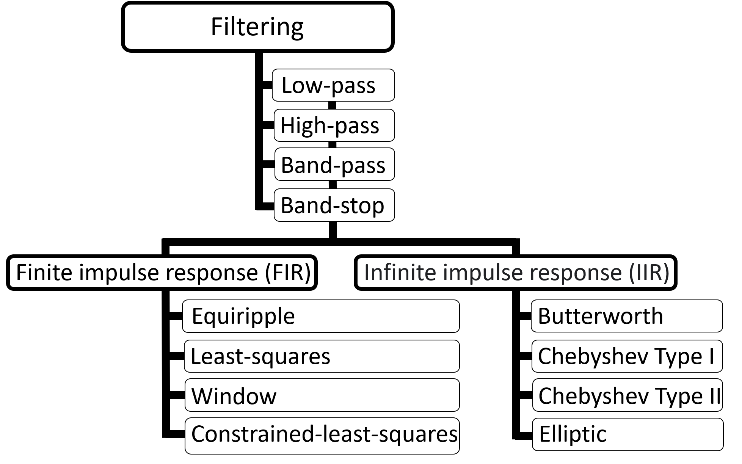 Filtering
Low-pass
High-pass
Band-pass
Band-stop
Finite impulse response (FIR)
Equiripple
Least-squares
Window
Constrained-least-squares
Infinite impulse response (IIR)
Butterworth
Chebyshev Type I
Chebyshev Type II
Elliptic